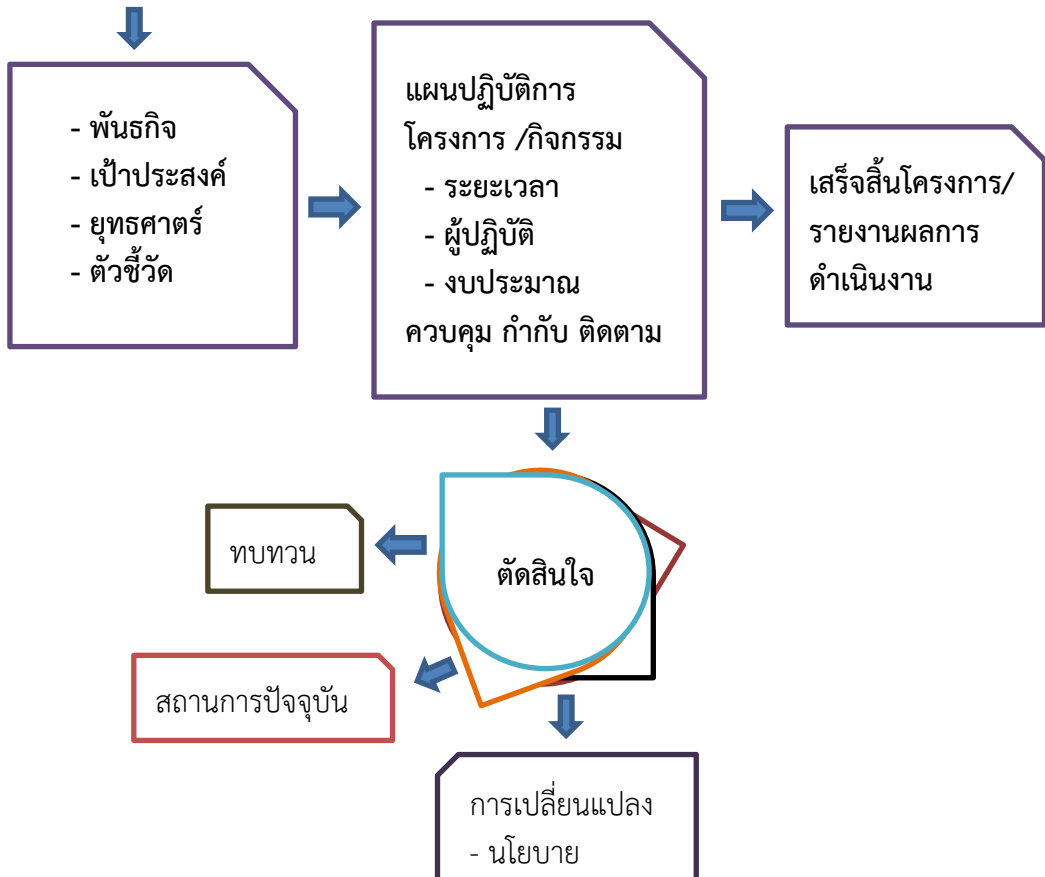 - พันธกิจ
- เป้าประสงค์
- ยุทธศาตร์
- ตัวชี้วัด
แผนปฏิบัติการ
โครงการ /กิจกรรม
- ระยะเวลา
- ผู้ปฏิบัติ
- งบประมาณ
ควบคุม กำกับ ติดตาม
เสร็จสิ้นโครงการ/
รายงานผลการ
ดำเนินงาน
ตัดสินใจ
ทบทวน
สถานการปัจจุบัน
การเปลี่ยนแปลง
- นโยบาย